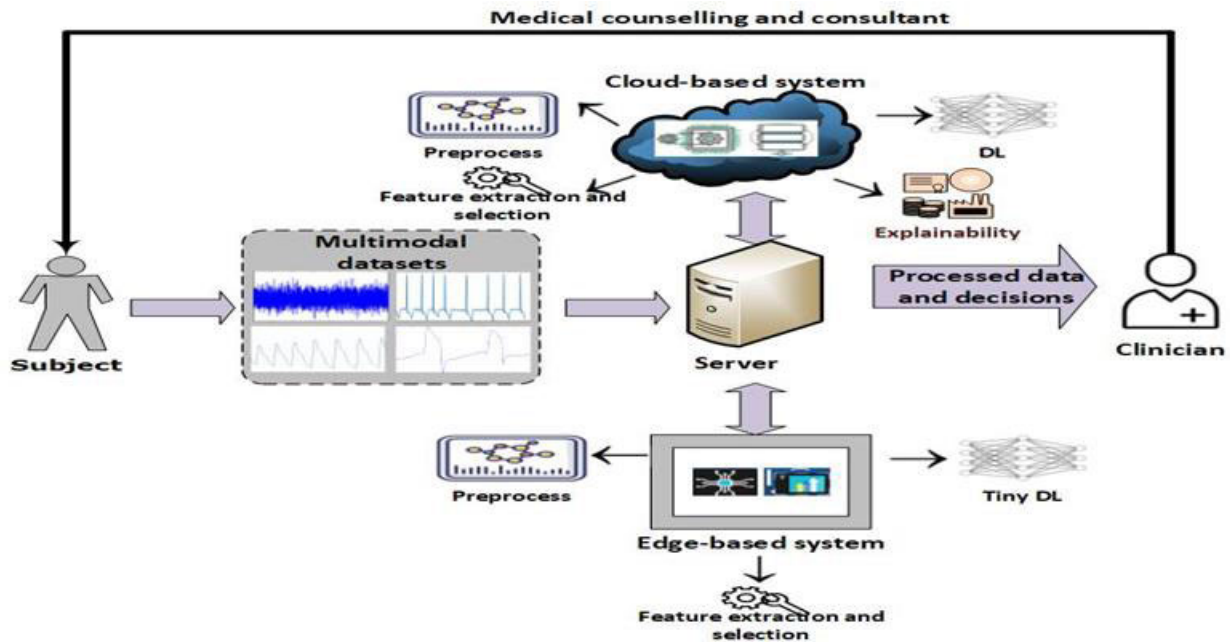 Medical counselling and consultant
Cloud-based system
Preprocess
DL
Feature extraction and
selection
Explainability
Multimodal
datasets
Processed data
and decisions
Subject
Server
Clinician
Preprocess
Tiny DL
Edge-based system
Feature extraction and
selection